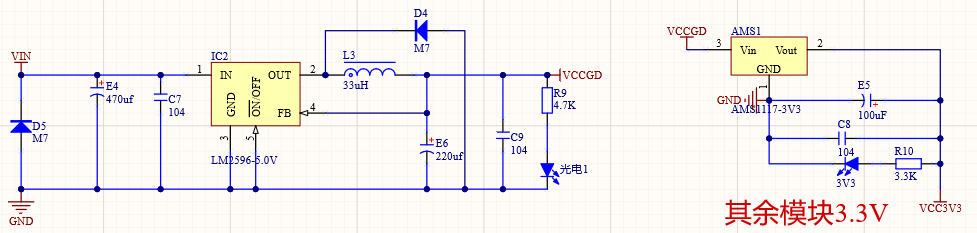 VIN
E4
470uf
C7
104
D5
M7
GND
IC2
1
IN
OUT
2
GND
ON/OFF
FB
4
3
5
LM2596-5.0V
D4
M7
L3
33uH
VCCGD
R9
4.7K
E6
220uf
C9
104
光电1
VCCGD
AMS1
3
Vin
Vout
2
GND
1
GND
AMS1117-3V3
E5
100uF
C8
104
3V3
R10
3.3K
VCC3V3
其余模块3.3V